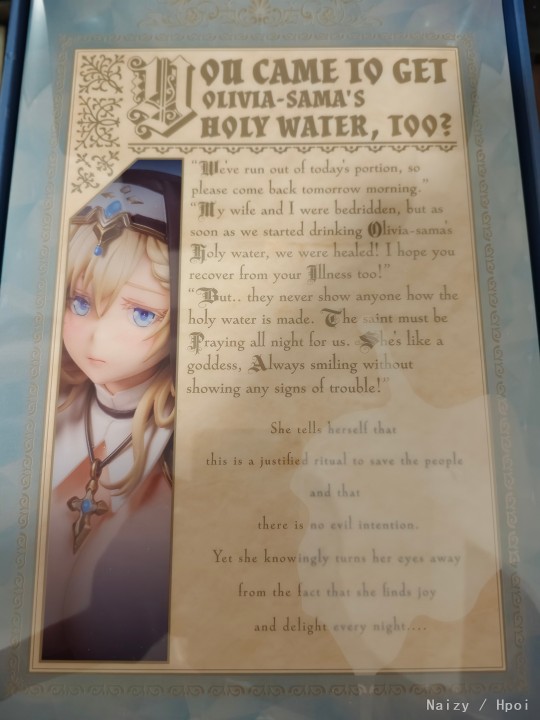 YOU CAME TO GET
OLIVIA-SAMA'S
HOLY WATER, TOO?
"We've run out of today's portion, so
please come back tomorrow morning."
"My wife and I were bedridden, but as
soon as we started drinking Olivia-sama's
Holy water, we were healed! I hope you
recover from your Illness too!"
"But.. they never show anyone how the
holy water is made. The saint must be
Praying all night for us. She's like a
goddess, Always smiling without
showing any signs of trouble!"
She tells herself that
this is a justified ritual to save the people
and that
there is no evil intention.
Yet she knowingly turns her eyes away
from the fact that she finds joy
and delight every night....
Naizy / Hpoi